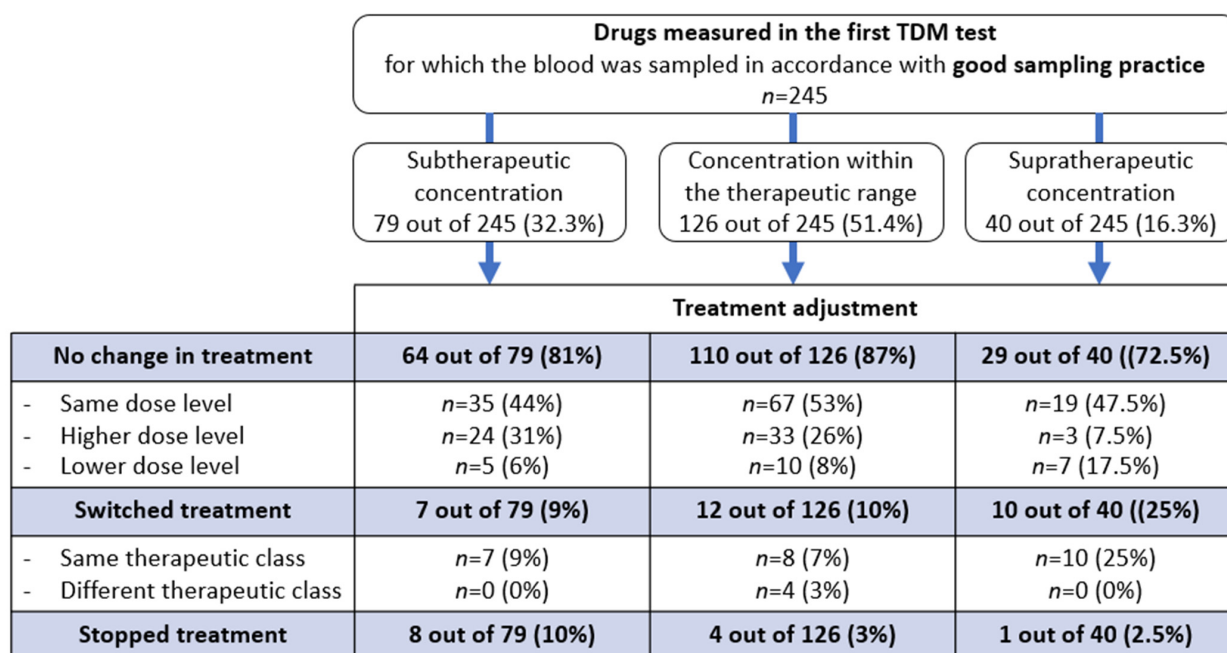 Drugs measured in the first TDM test
for which the blood was sampled in accordance with good sampling practice
n=245
Subtherapeutic
concentration
79 out of 245 (32.3%)
Concentration within
the therapeutic range
126 out of 245 (51.4%)
Supratherapeutic
concentration
40 out of 245 (16.3%)
Treatment adjustment
No change in treatment 64 out of 79 (81%) 110 out of 126 (87%) 29 out of 40 ((72.5%)
- Same dose level n=35 (44%) n=67 (53%) n=19 (47.5%)
- Higher dose level n=24 (31%) n=33 (26%) n=3 (7.5%)
- Lower dose level n=5 (6%) n=10 (8%) n=7 (17.5%)
Switched treatment 7 out of 79 (9%) 12 out of 126 (10%) 10 out of 40 ((25%)
- Same therapeutic class n=7 (9%) n=8 (7%) n=10 (25%)
- Different therapeutic class n=0 (0%) n=4 (3%) n=0 (0%)
Stopped treatment 8 out of 79 (10%) 4 out of 126 (3%) 1 out of 40 (2.5%)